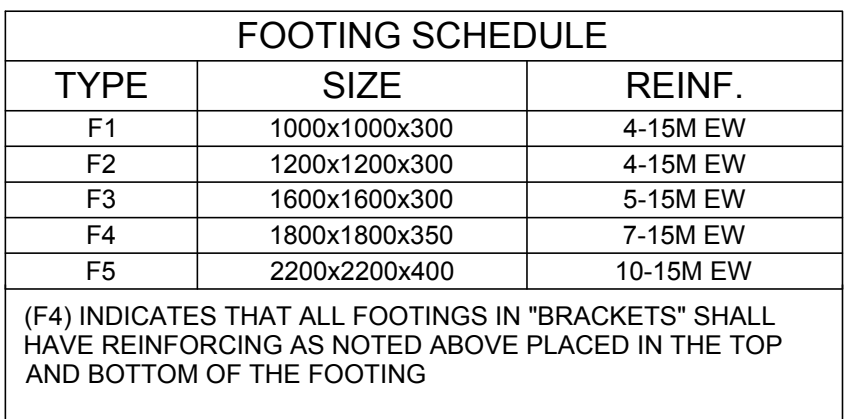 FOOTING SCHEDULE
TYPE SIZE REINF.
F1 1000x1000x300 4-15M EW
F2 1200x1200x300 4-15M EW
F3 1600x1600x300 5-15M EW
F4 1800x1800x350 7-15M EW
F5 2200x2200x400 10-15M EW
(F4) INDICATES THAT ALL FOOTINGS IN "BRACKETS" SHALL
HAVE REINFORCING AS NOTED ABOVE PLACED IN THE TOP
AND BOTTOM OF THE FOOTING